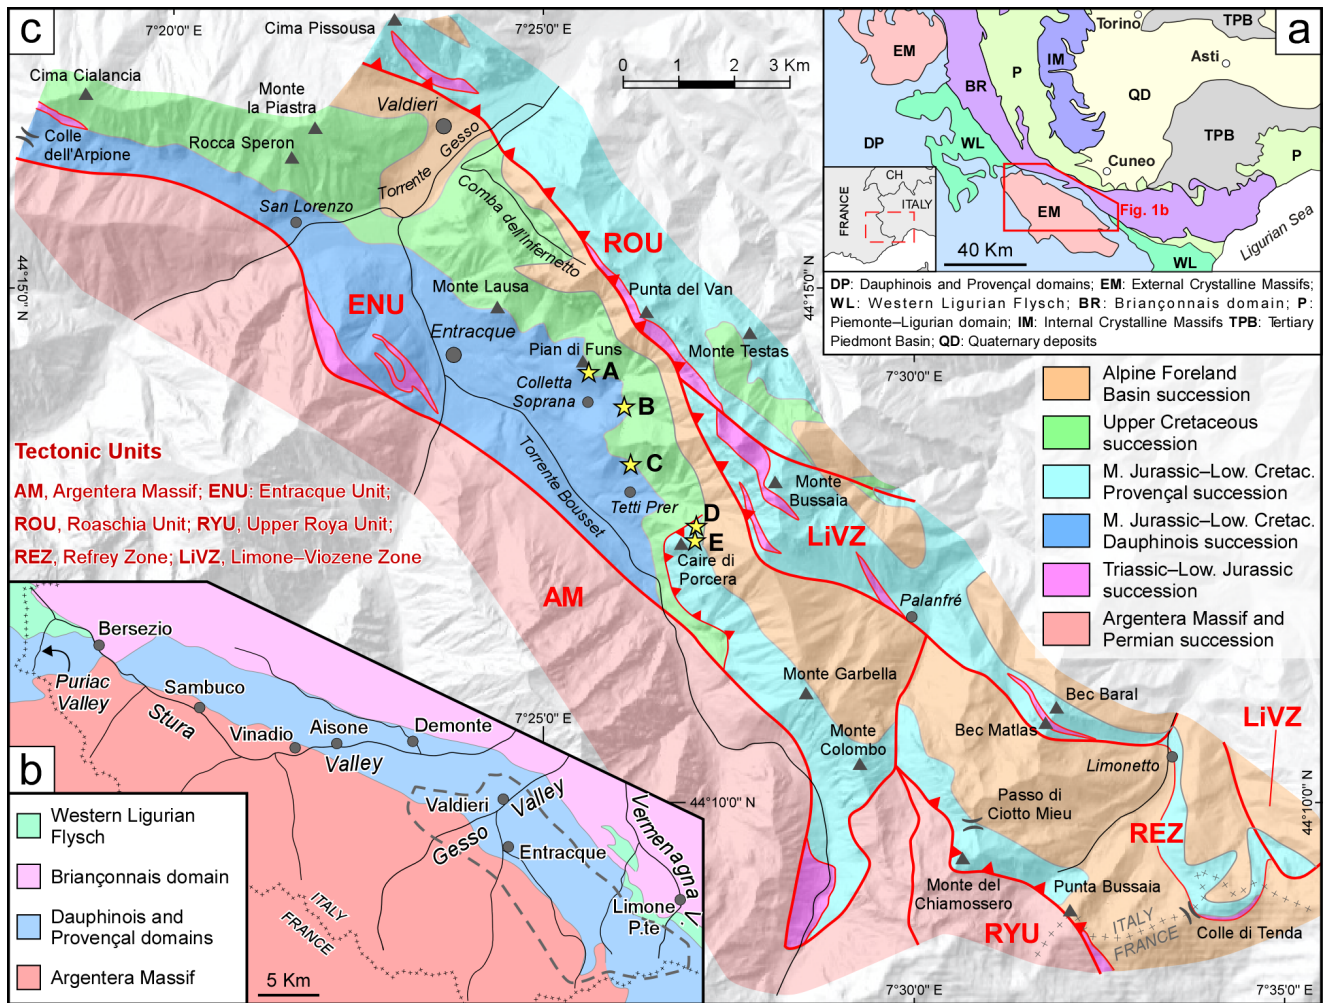 c
7°20'0" E
7°25'0" E
Cima Pissousa
0 1 2 3 Km
Cima Cialancia
Monte
la Piastra
Valdieri
Colle
dell'Arpione
Rocca Speron
Torrente Gesso
San Lorenzo
Comba dell'Infernetto
ROU
44°15'0" N
44°15'0" N
ENU
Monte Lausa
Punta del Van
Entracque
Pian di Funs
Monte Testas
7°30'0" E
A
Colletta
Soprana
B
C
Torrente Bousset
Tetti Prer
D
E
Caire di
Porcera
Monte
Bussaia
LiVZ
AM
Palanfré
Monte Garbella
Bec Baral
Bec Matlas
Monte
Colombo
Limonetto
LiVZ
Passo di
Ciotto Mieu
44°10'0" N
REZ
Monte del
Chiamossero
Punta Bussaia
RYU
ITALY
FRANCE
Colle di Tenda
7°30'0" E
7°35'0" E
Tectonic Units
AM, Argentera Massif; ENU: Entracque Unit;
ROU, Roaschia Unit; RYU, Upper Roya Unit;
REZ, Refrey Zone; LiVZ, Limone–Viozene Zone
a
EM
Torino
TPB
P
IM
Asti
BR
QD
DP
WL
TPB
Cuneo
P
CH
FRANCE
ITALY
EM
Fig. 1b
Ligurian Sea
40 Km
WL
DP: Dauphinois and Provençal domains; EM: External Crystalline Massifs;
WL: Western Ligurian Flysch; BR: Briançonnais domain; P:
Piemonte–Ligurian domain; IM: Internal Crystalline Massifs TPB: Tertiary
Piedmont Basin; QD: Quaternary deposits
Alpine Foreland
Basin succession
Upper Cretaceous
succession
M. Jurassic–Low. Cretac.
Provençal succession
M. Jurassic–Low. Cretac.
Dauphinois succession
Triassic–Low. Jurassic
succession
Argentera Massif and
Permian succession
b
Bersezio
Puriac
Valley
Sambuco
Stura
Vinadio
Aisone
Valley
Demonte
7°25'0" E
44°10'0" N
Valdieri
Valley
Gesso
Entracque
Vermenagna V.
Limone
P.te
ITALY
FRANCE
5 Km
Western Ligurian
Flysch
Briançonnais domain
Dauphinois and
Provençal domains
Argentera Massif